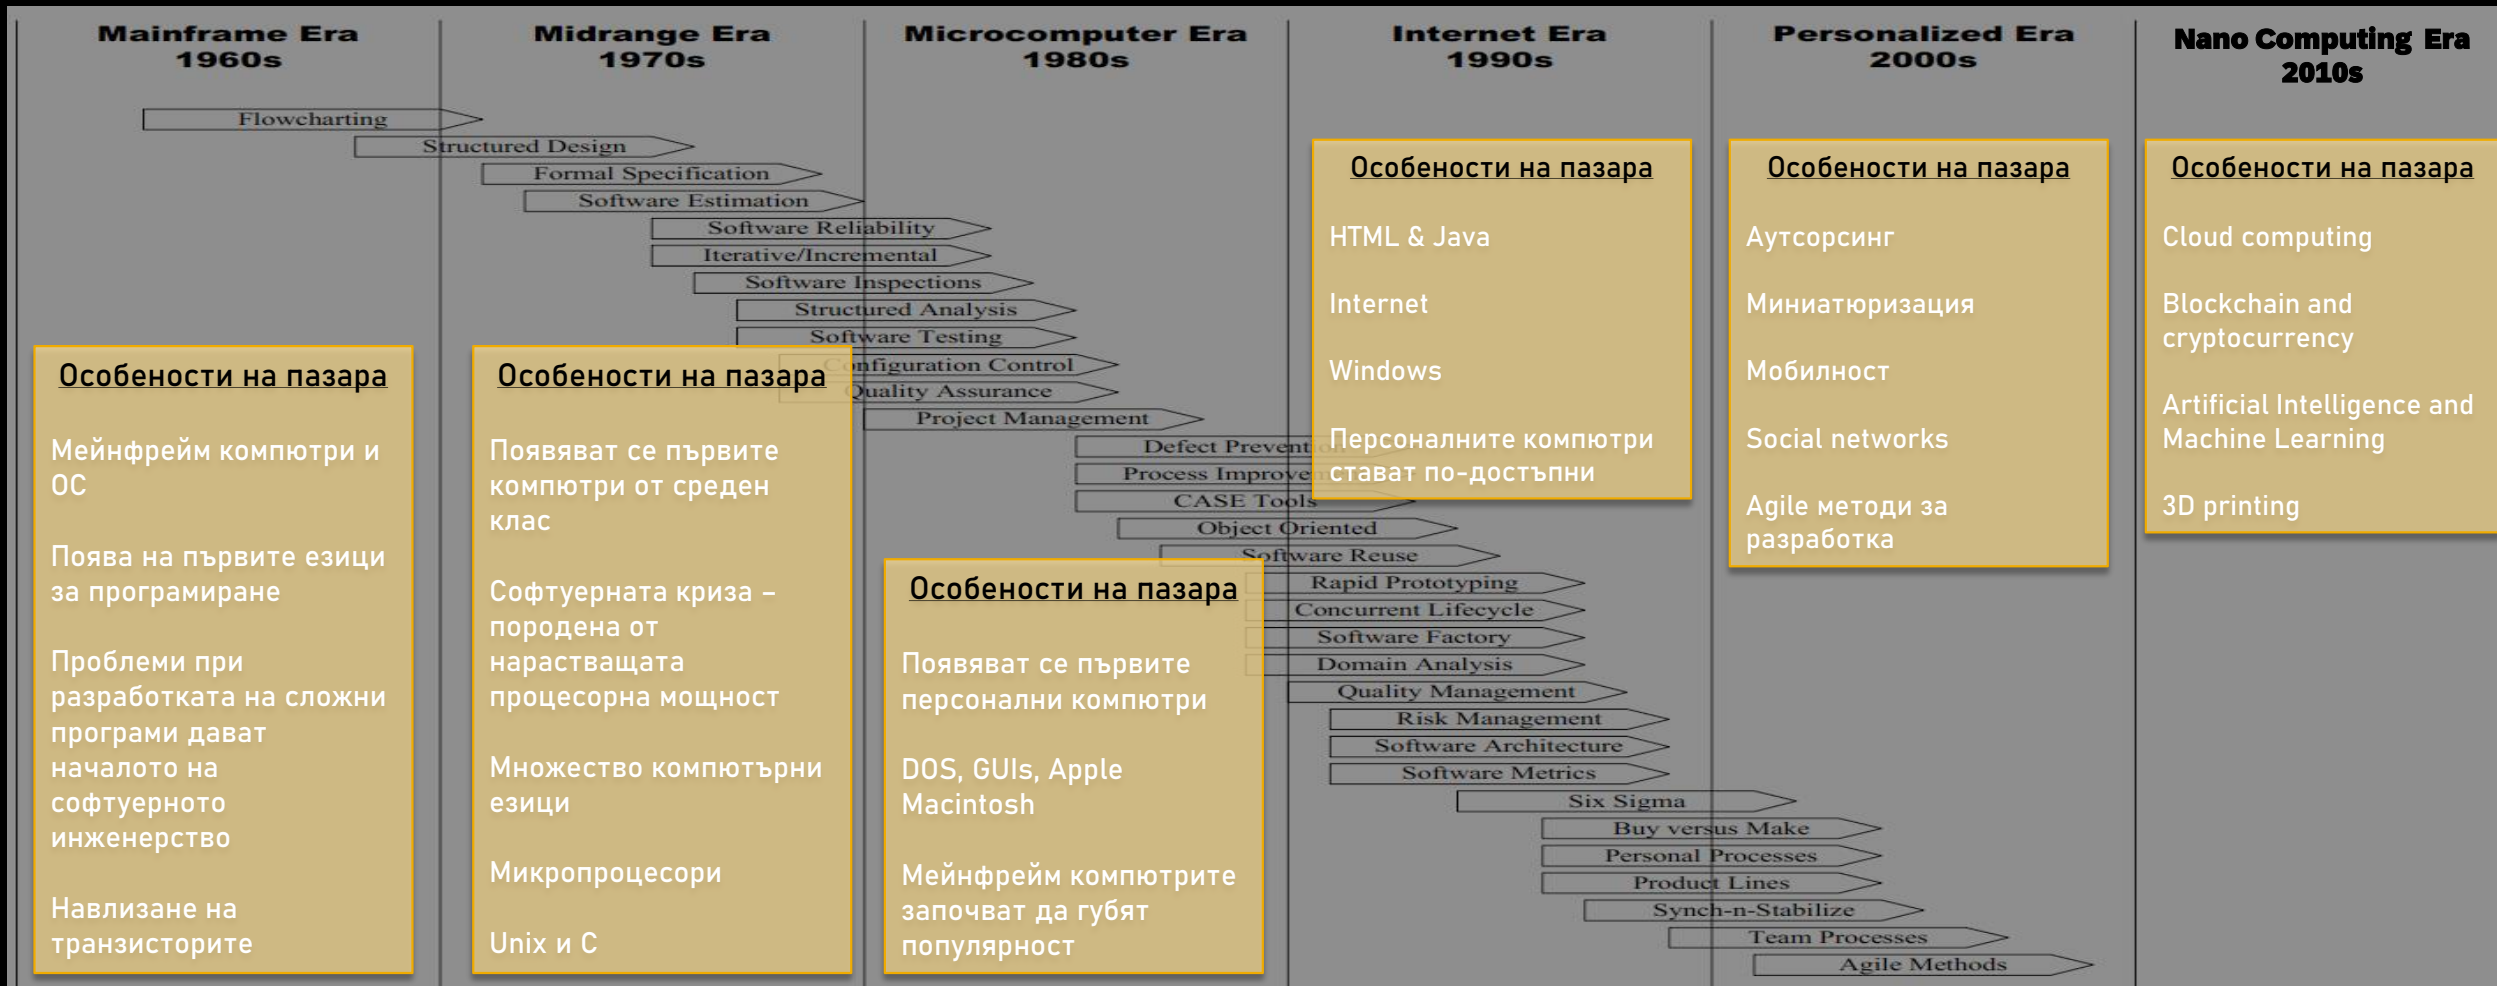 Mainframe Era
1960s
Midrange Era
1970s
Microcomputer Era
1980s
Internet Era
1990s
Personalized Era
2000s
Nano Computing Era
2010s
Flowcharting
Structured Design
Formal Specification
Software Estimation
Software Reliability
Iterative/Incremental
Software Inspections
Structured Analysis
Software Testing
Configuration Control
Quality Assurance
Project Management
Defect Prevention
Process Improvement
CASE Tools
Object Oriented
Software Reuse
Rapid Prototyping
Concurrent Lifecycle
Software Factory
Domain Analysis
Quality Management
Risk Management
Software Architecture
Software Metrics
Six Sigma
Buy versus Make
Personal Processes
Product Lines
Synch-n-Stabilize
Team Processes
Agile Methods
Особености на пазара
Мейнфрейм компютри и
ОС
Поява на първите езици
за програмиране
Проблеми при
разработката на сложни
програми дават
началото на
софтуерното
инженерство
Навлизане на
транзисторите
Особености на пазара
Появяват се първите
компютри от среден
клас
Софтуерната криза –
породена от
нарастващата
процесорна мощност
Множество компютърни
езици
Микропроцесори
Unix и C
Особености на пазара
Появяват се първите
персонални компютри
DOS, GUIs, Apple
Macintosh
Мейнфрейм компютрите
започват да губят
популярност
Особености на пазара
HTML & Java
Internet
Windows
Персоналните компютри
стават по-достъпни
Особености на пазара
Аутсорсинг
Миниатюризация
Мобилност
Social networks
Agile методи за
разработка
Особености на пазара
Cloud computing
Blockchain and
cryptocurrency
Artificial Intelligence and
Machine Learning
3D printing